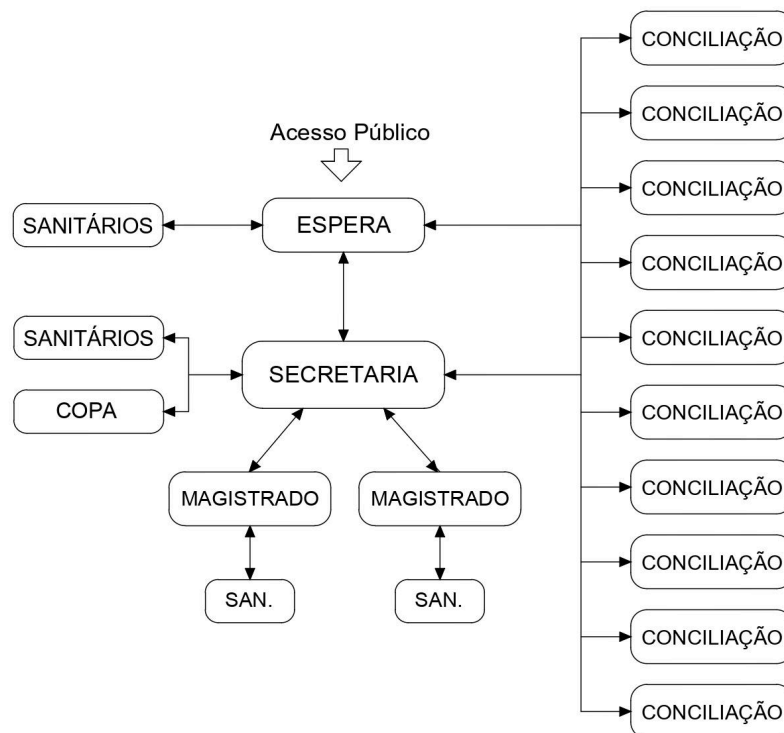 Acesso Público
ESPERA
SANITÁRIOS
SANITÁRIOS
COPA
SECRETARIA
MAGISTRADO
MAGISTRADO
SAN.
SAN.
CONCILIAÇÃO
CONCILIAÇÃO
CONCILIAÇÃO
CONCILIAÇÃO
CONCILIAÇÃO
CONCILIAÇÃO
CONCILIAÇÃO
CONCILIAÇÃO
CONCILIAÇÃO
CONCILIAÇÃO